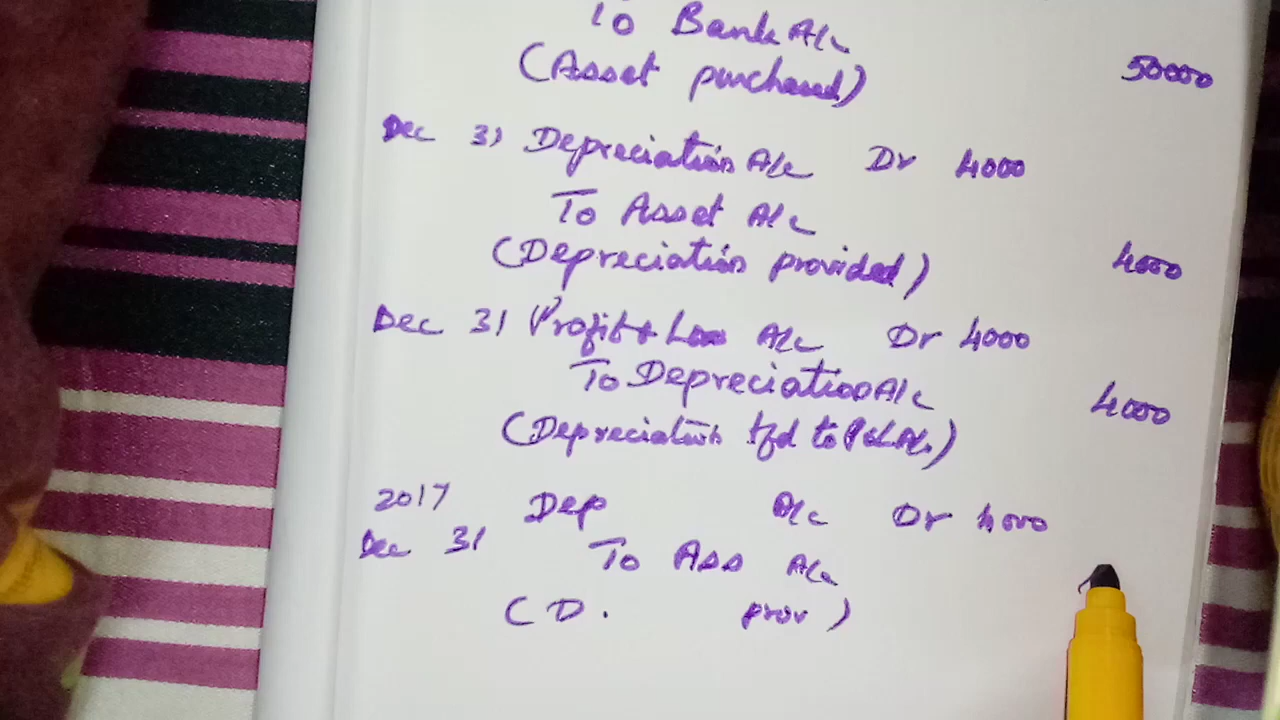 To Bank A/c
(Asset purchased) 50000
Dec 31 Depreciation A/c Dr 4000
To Asset A/c
(Depreciation provided) 4000
Dec 31 Profit & Loss A/c Dr 4000
To Depreciation A/c
(Depreciation tfd to P&L A/c) 4000
2017 Dep A/c Dr 4000
Dec 31 To Ass A/c
(D. prov)